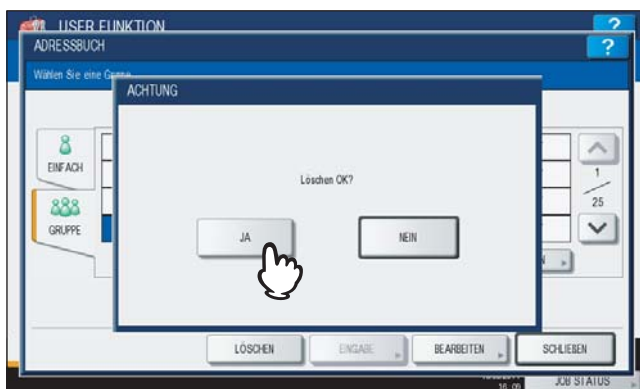 USER FUNKTION
?
ADRESSBUCH
?
Wählen Sie eine Gruppe
ACHTUNG
EINFACH
Löschen OK?
1
25
GRUPPE
JA
NEIN
LÖSCHEN
EINGABE
BEARBEITEN
SCHLIEßEN
JOB STATUS